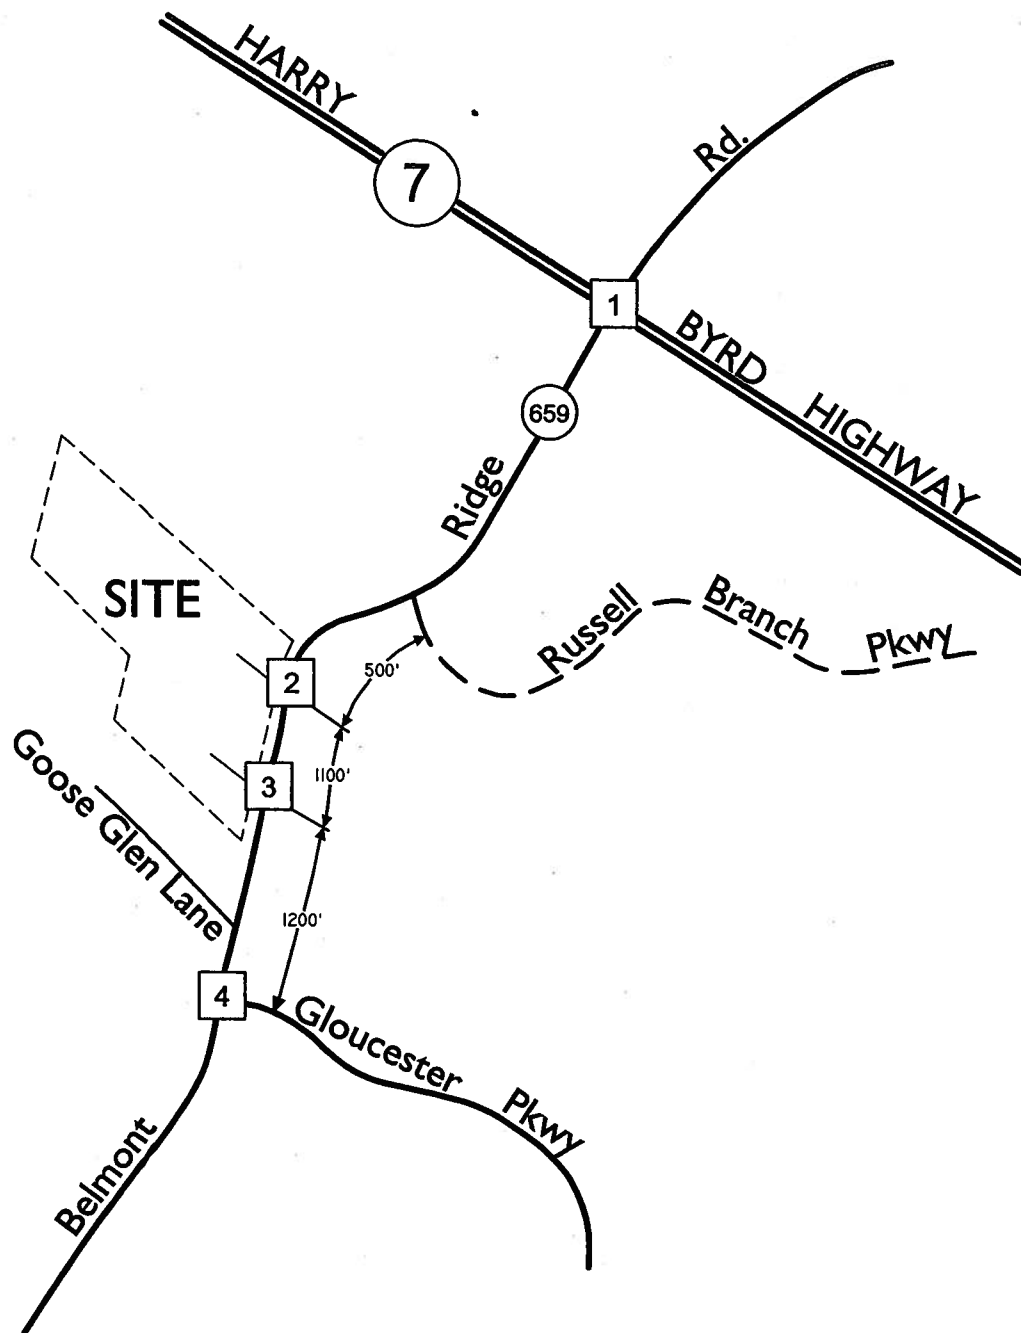 HARRY
7
Rd.
1
BYRD
HIGHWAY
659
Ridge
SITE
Russell
Branch
Pkwy
500'
2
1100'
3
Goose Glen Lane
1200'
4
Gloucester
Pkwy
Belmont